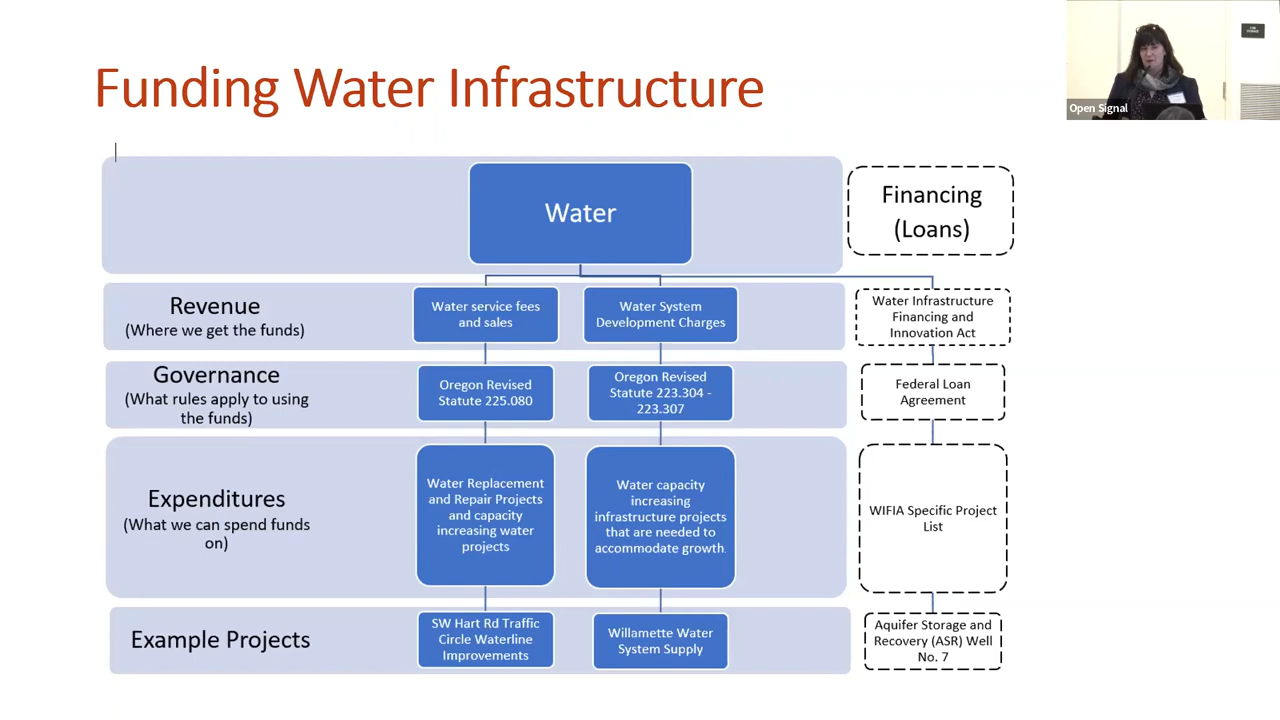 Funding Water Infrastructure
Open Signal
Water
Financing
(Loans)
Revenue
(Where we get the funds)
Water service fees
and sales
Water System
Development Charges
Water Infrastructure
Financing and
Innovation Act
Governance
(What rules apply to using
the funds)
Oregon Revised
Statute 225.080
Oregon Revised
Statute 223.304 -
223.307
Federal Loan
Agreement
Expenditures
(What we can spend funds
on)
Water Replacement
and Repair Projects
and capacity
increasing water
projects
Water capacity
increasing
infrastructure projects
that are needed to
accommodate growth.
WIFIA Specific Project
List
Example Projects
SW Hart Rd Traffic
Circle Waterline
Improvements
Willamette Water
System Supply
Aquifer Storage and
Recovery (ASR) Well
No. 7